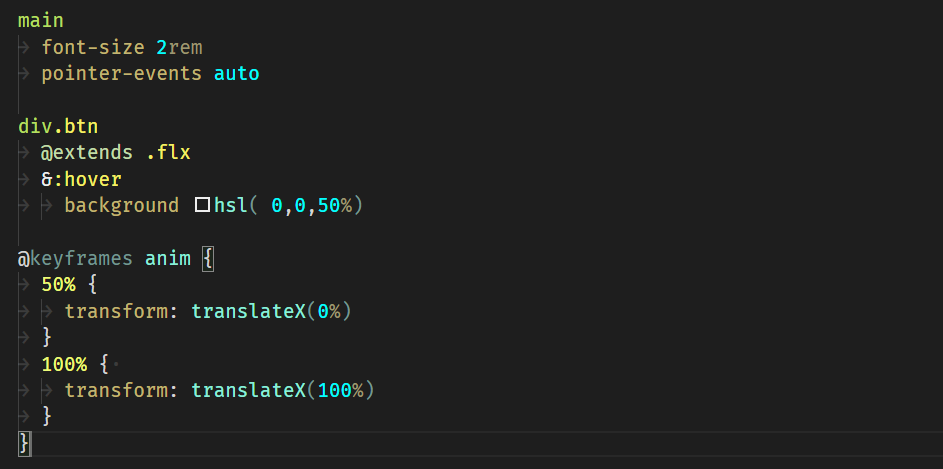 main
font-size 2rem
pointer-events auto
div.btn
@extends .flx
&:hover
background hsl( 0,0,50%)
@keyframes anim {
50% {
transform: translateX(0%)
}
100% {
transform: translateX(100%)
}
}